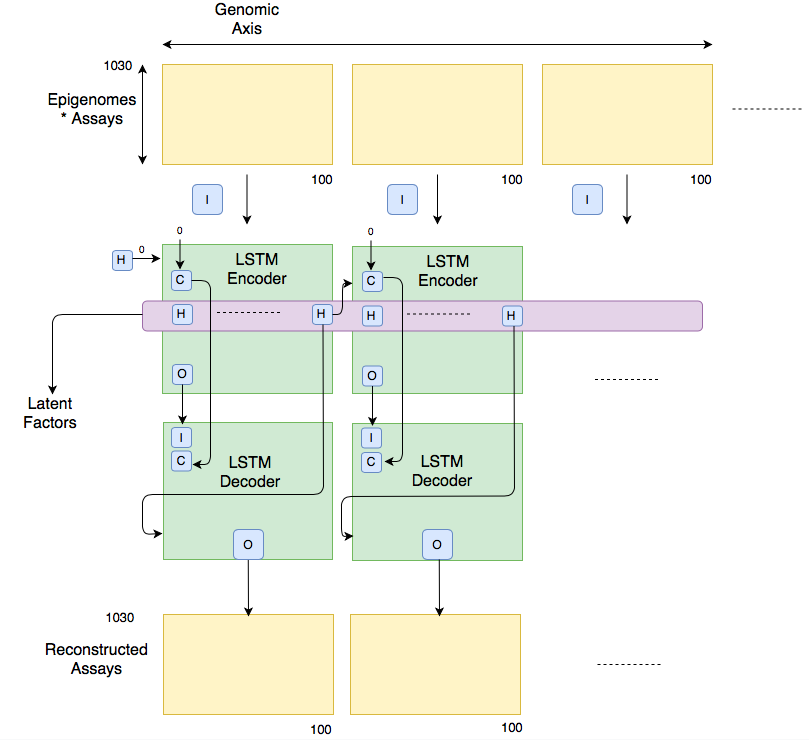 Genomic
Axis
1030
Epigenomes
* Assays
100
100
100
I
I
I
0
0
H
0
LSTM
Encoder
LSTM
Encoder
C
C
H
H
H
H
O
O
Latent
Factors
I
I
C
C
LSTM
Decoder
LSTM
Decoder
O
O
1030
Reconstructed
Assays
100
100